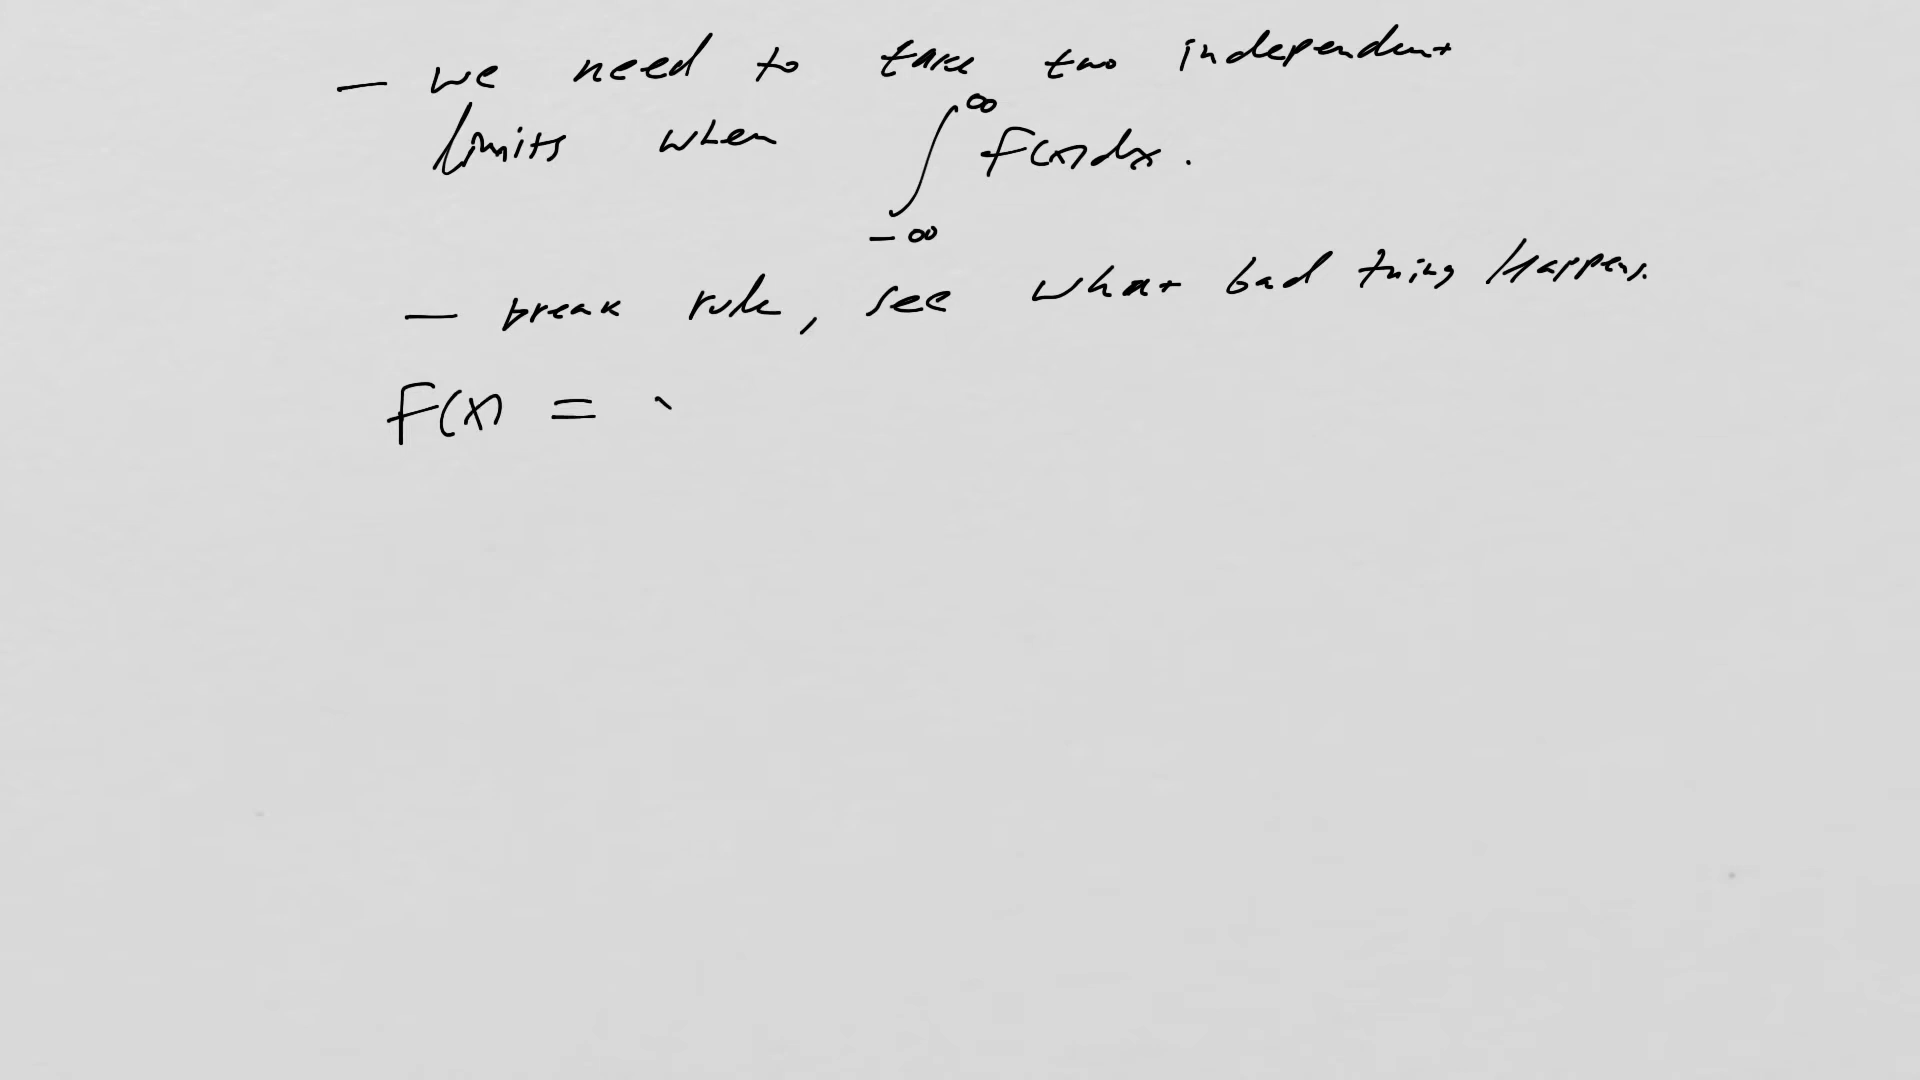 — we need to take two independent
limits when ∫_{-∞}^{∞} f(x)dx.
— break rule, see what bad thing happens.
f(x) =